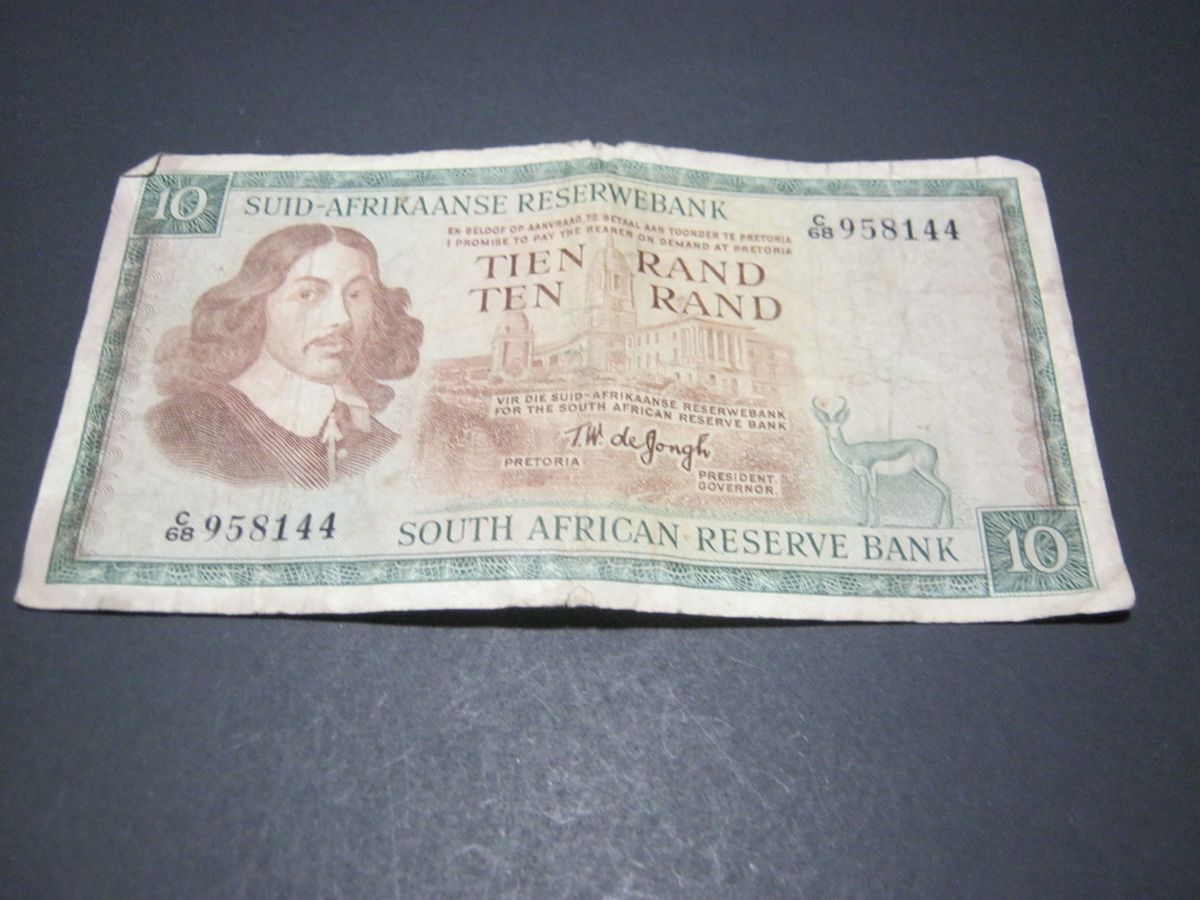 10
SUID-AFRIKAANSE RESERWEBANK
C/68 958144
EK BELOOF OP AANVRAAG TE BETAAL AAN TOONDER TE PRETORIA
I PROMISE TO PAY THE BEARER ON DEMAND AT PRETORIA
TIEN RAND
TEN RAND
VIR DIE SUID-AFRIKAANSE RESERWEBANK
FOR THE SOUTH AFRICAN RESERVE BANK
T.W. de Jongh
PRETORIA
PRESIDENT.
GOVERNOR.
C/68 958144
SOUTH AFRICAN RESERVE BANK
10